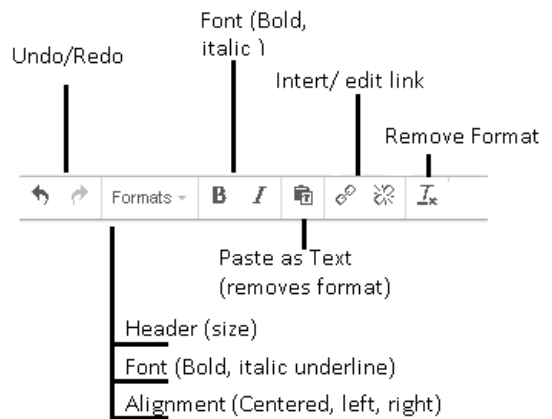 Font (Bold,
italic )
Undo/Redo
Intert/ edit link
Remove Format
Formats
B I T Ix
Paste as Text
(removes format)
Header (size)
Font (Bold, italic underline)
Alignment (Centered, left, right)